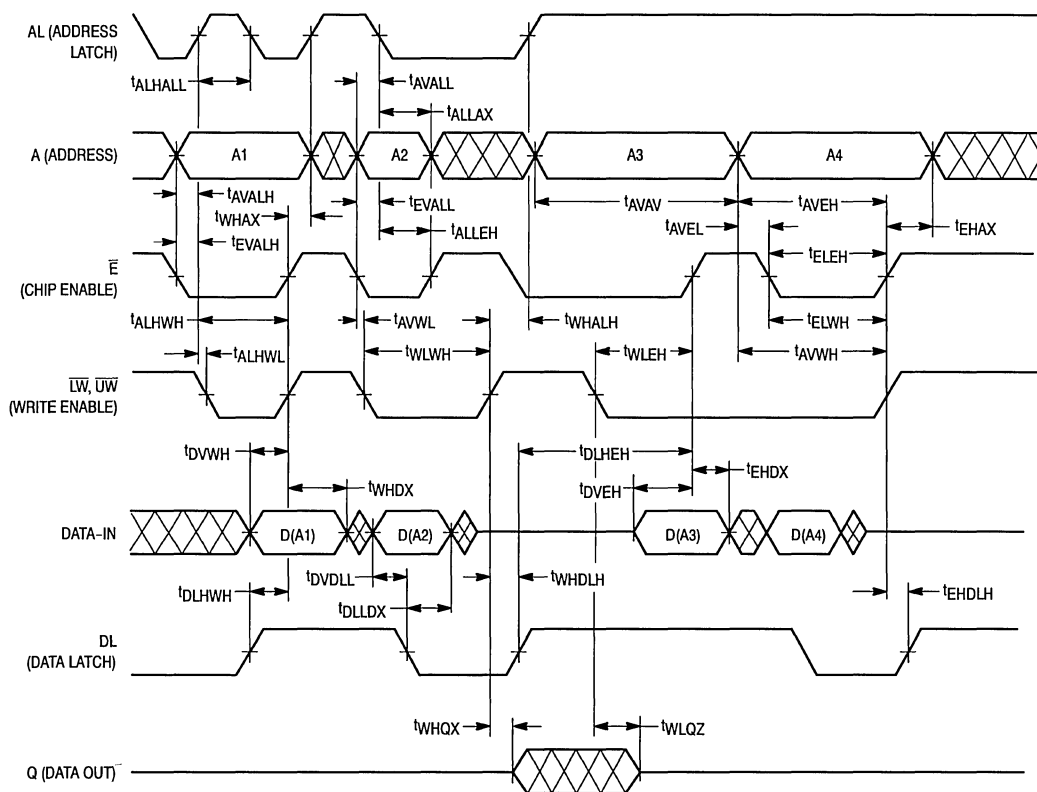 AL (ADDRESS
LATCH)
tALHALL
tAVALL
tALLAX
A (ADDRESS)
A1
A2
A3
A4
tAVALH
tWHAX
tEVALH
tEVALL
tALLEH
tAVAV
tAVEH
tAVEL
tEHAX
tELEH
E
(CHIP ENABLE)
tALHWH
tAVWL
tWHALH
tELWH
tALHWL
tWLWH
tWLEH
tAVWH
LW, UW
(WRITE ENABLE)
tDVWH
tWHDX
tDLHEH
tDVEH
tEHDX
DATA–IN
D(A1)
D(A2)
D(A3)
D(A4)
tDLHWH
tDVDLL
tDLLDX
tWHDLH
tEHDLH
DL
(DATA LATCH)
tWHQX
tWLQZ
Q (DATA OUT)